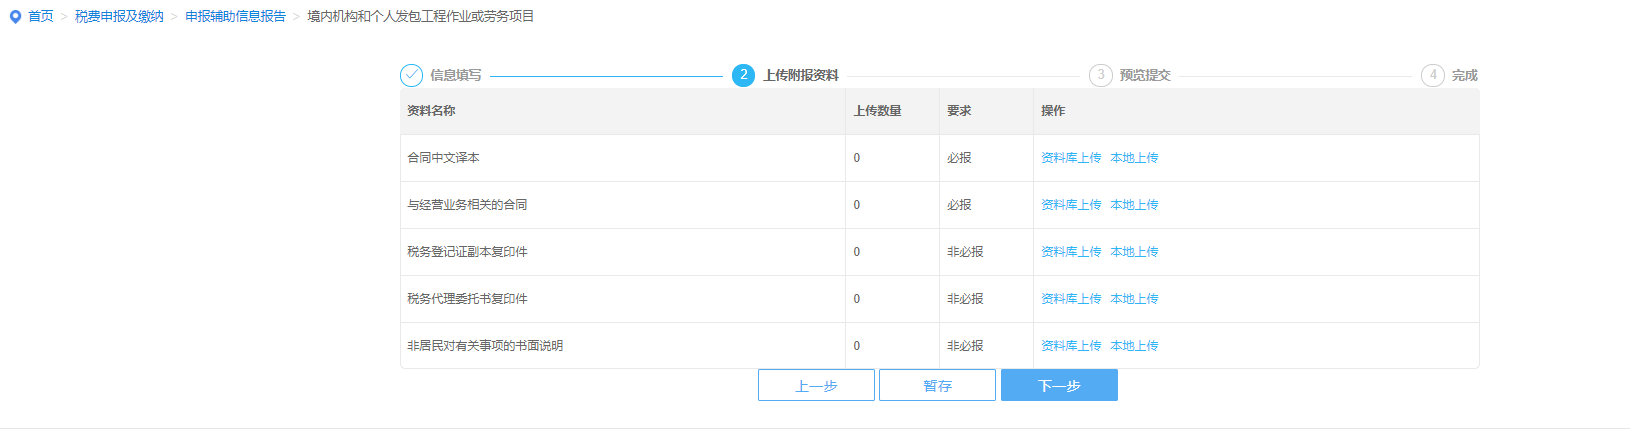 首页 > 税费申报及缴纳 > 申报辅助信息报告 > 境内机构和个人发包工程作业或劳务项目
信息填写 2 上传附报资料 3 预览提交 4 完成
资料名称 上传数量 要求 操作
合同中文译本 0 必报 资料库上传 本地上传
与经营业务相关的合同 0 必报 资料库上传 本地上传
税务登记证副本复印件 0 非必报 资料库上传 本地上传
税务代理委托书复印件 0 非必报 资料库上传 本地上传
非居民对有关事项的书面说明 0 非必报 资料库上传 本地上传
上一步 暂存 下一步